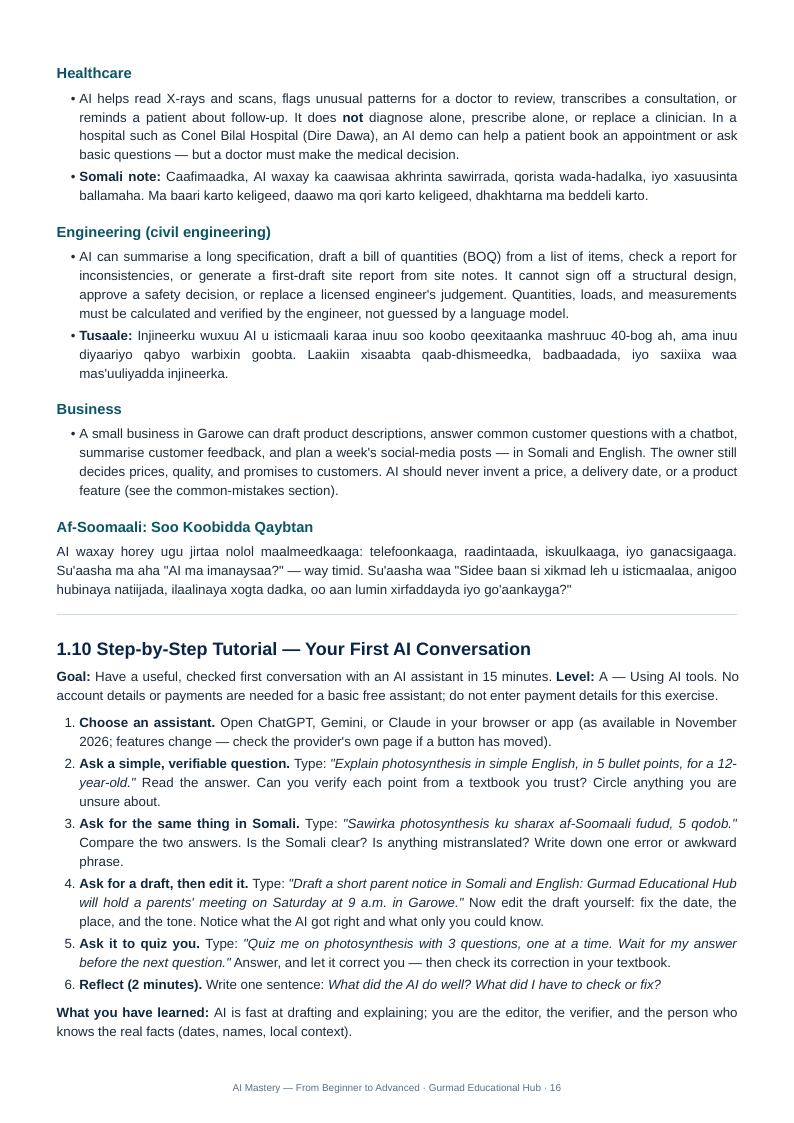 Healthcare
• AI helps read X-rays and scans, flags unusual patterns for a doctor to review, transcribes a consultation, or
reminds a patient about follow-up. It does not diagnose alone, prescribe alone, or replace a clinician. In a
hospital such as Conel Bilal Hospital (Dire Dawa), an AI demo can help a patient book an appointment or ask
basic questions — but a doctor must make the medical decision.
• Somali note: Caafimaadka, AI waxay ka caawisaa akhrinta sawirrada, qorista wada-hadalka, iyo xasuusinta
ballamaha. Ma baari karto keligeed, daawo ma qori karto keligeed, dhakhtarna ma beddeli karto.
Engineering (civil engineering)
• AI can summarise a long specification, draft a bill of quantities (BOQ) from a list of items, check a report for
inconsistencies, or generate a first-draft site report from site notes. It cannot sign off a structural design,
approve a safety decision, or replace a licensed engineer's judgement. Quantities, loads, and measurements
must be calculated and verified by the engineer, not guessed by a language model.
• Tusaale: Injineerku wuxuu AI u isticmaali karaa inuu soo koobo qeexitaanka mashruuc 40-bog ah, ama inuu
diyaariyo qabyo warbixin goobta. Laakiin xisaabta qaab-dhismeedka, badbaadada, iyo saxiixa waa
mas'uuliyadda injineerka.
Business
• A small business in Garowe can draft product descriptions, answer common customer questions with a chatbot,
summarise customer feedback, and plan a week's social-media posts — in Somali and English. The owner still
decides prices, quality, and promises to customers. AI should never invent a price, a delivery date, or a product
feature (see the common-mistakes section).
Af-Soomaali: Soo Koobidda Qaybtan
AI waxay horey ugu jirtaa nolol maalmeedkaaga: telefoonkaaga, raadintaada, iskuulkaaga, iyo ganacsigaaga.
Su'aasha ma aha "AI ma imanaysaa?" — way timid. Su'aasha waa "Sidee baan si xikmad leh u isticmaalaa, anigoo
hubinaya natiijada, ilaalinaya xogta dadka, oo aan lumin xirfaddayda iyo go'aankayga?"
1.10 Step-by-Step Tutorial — Your First AI Conversation
Goal: Have a useful, checked first conversation with an AI assistant in 15 minutes. Level: A — Using AI tools. No
account details or payments are needed for a basic free assistant; do not enter payment details for this exercise.
1. Choose an assistant. Open ChatGPT, Gemini, or Claude in your browser or app (as available in November
2026; features change — check the provider's own page if a button has moved).
2. Ask a simple, verifiable question. Type: "Explain photosynthesis in simple English, in 5 bullet points, for a 12-
year-old." Read the answer. Can you verify each point from a textbook you trust? Circle anything you are
unsure about.
3. Ask for the same thing in Somali. Type: "Sawirka photosynthesis ku sharax af-Soomaali fudud, 5 qodob."
Compare the two answers. Is the Somali clear? Is anything mistranslated? Write down one error or awkward
phrase.
4. Ask for a draft, then edit it. Type: "Draft a short parent notice in Somali and English: Gurmad Educational Hub
will hold a parents' meeting on Saturday at 9 a.m. in Garowe." Now edit the draft yourself: fix the date, the
place, and the tone. Notice what the AI got right and what only you could know.
5. Ask it to quiz you. Type: "Quiz me on photosynthesis with 3 questions, one at a time. Wait for my answer
before the next question." Answer, and let it correct you — then check its correction in your textbook.
6. Reflect (2 minutes). Write one sentence: What did the AI do well? What did I have to check or fix?
What you have learned: AI is fast at drafting and explaining; you are the editor, the verifier, and the person who
knows the real facts (dates, names, local context).
AI Mastery — From Beginner to Advanced · Gurmad Educational Hub · 16